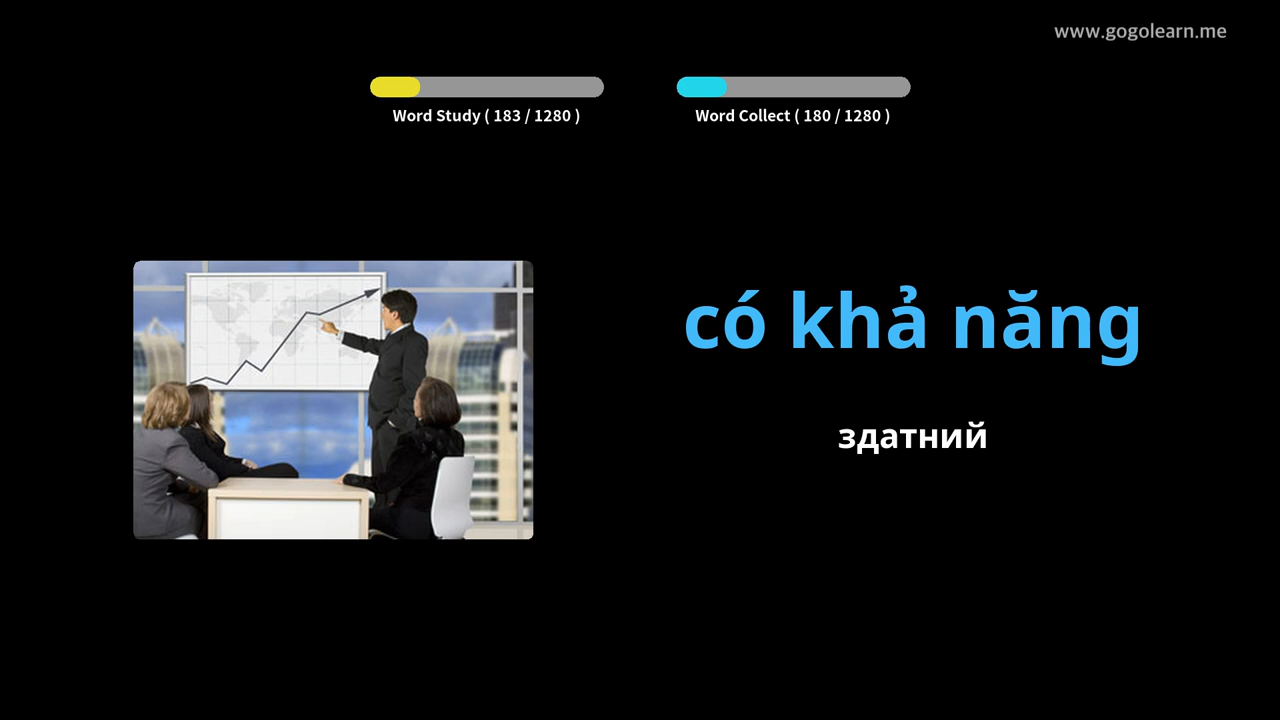 www.gogolearn.me
Word Study ( 183 / 1280 )
Word Collect ( 180 / 1280 )
có khả năng
здатний